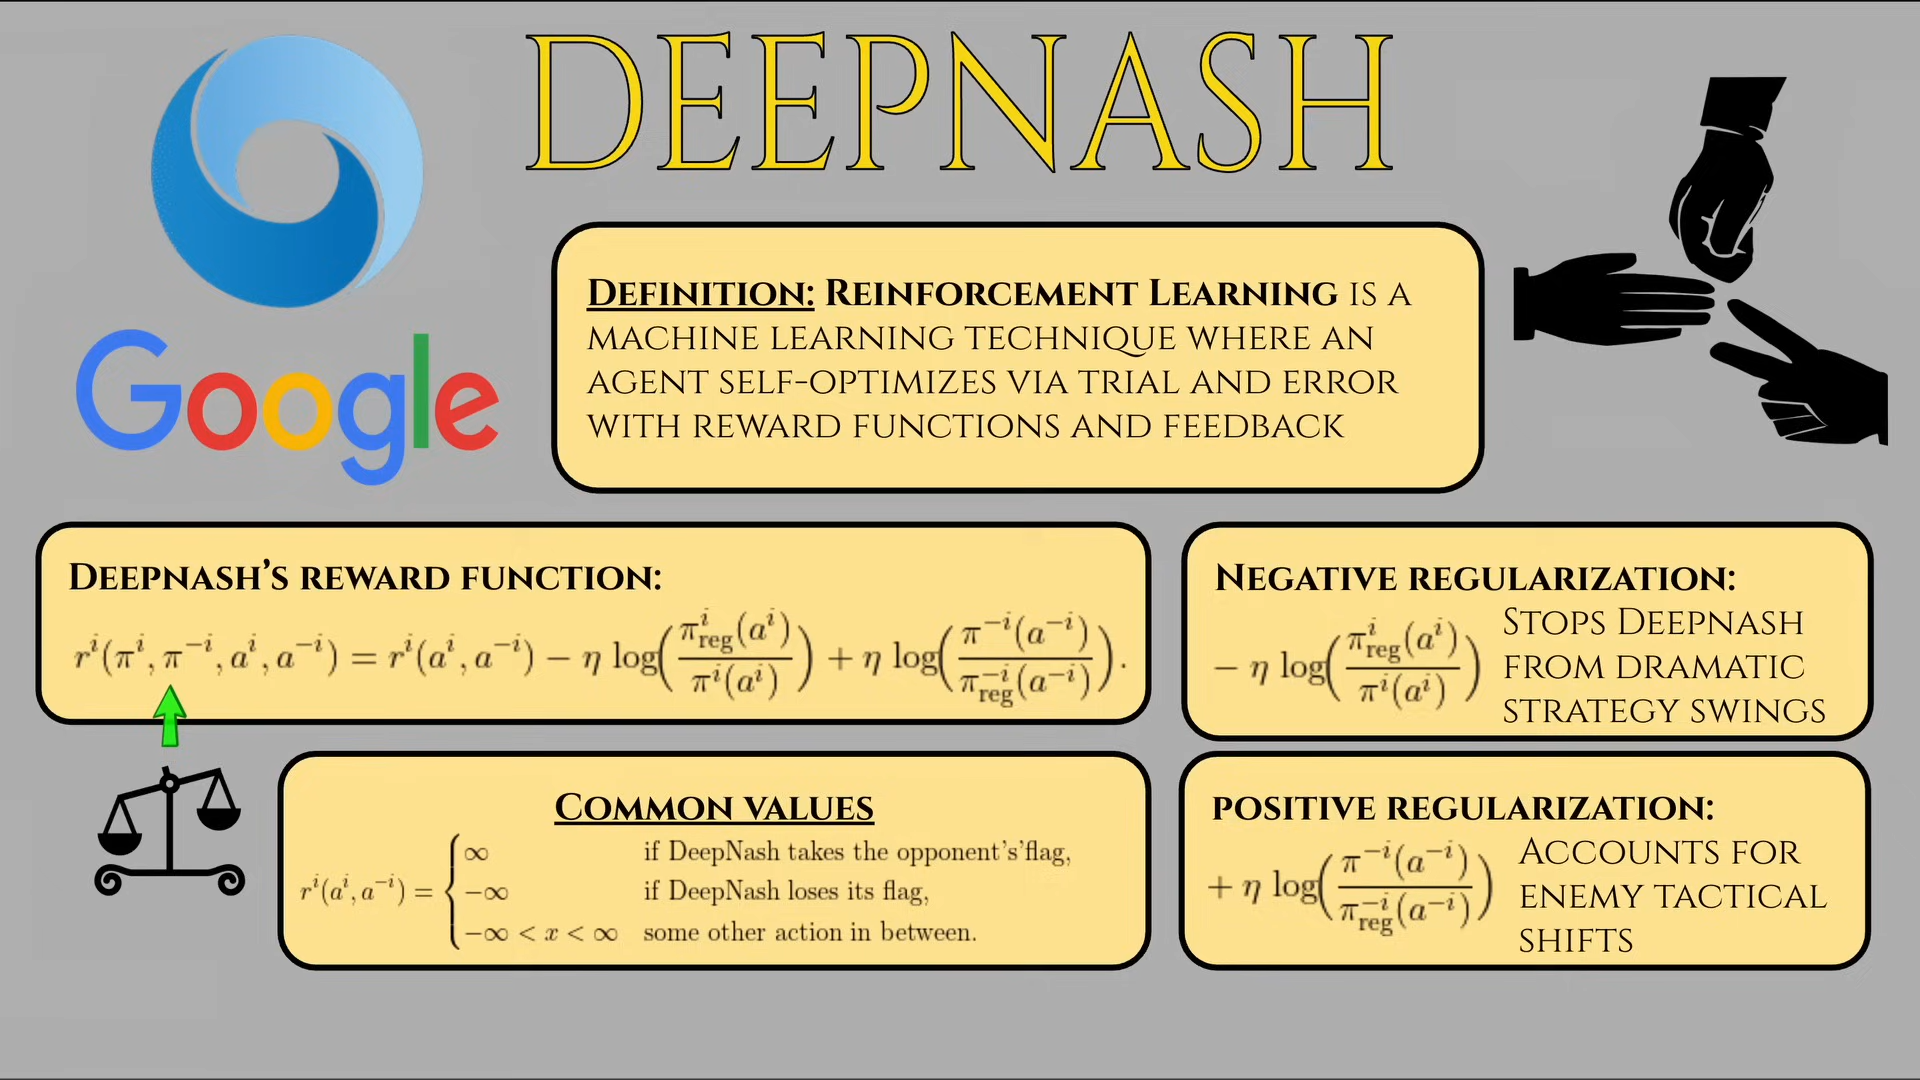 DEEPNASH
Google
DEFINITION: REINFORCEMENT LEARNING IS A
MACHINE LEARNING TECHNIQUE WHERE AN
AGENT SELF-OPTIMIZES VIA TRIAL AND ERROR
WITH REWARD FUNCTIONS AND FEEDBACK
DEEPNASH'S REWARD FUNCTION:
r^i(π^i, π^{-i}, a^i, a^{-i}) = r^i(a^i, a^{-i}) − η log(π^i_reg(a^i) / π^i(a^i)) + η log(π^{-i}(a^{-i}) / π^{-i}_reg(a^{-i})).
NEGATIVE REGULARIZATION:
− η log(π^i_reg(a^i) / π^i(a^i))
STOPS DEEPNASH
FROM DRAMATIC
STRATEGY SWINGS
COMMON VALUES
r^i(a^i, a^{-i}) =
∞ if DeepNash takes the opponent's'flag,
−∞ if DeepNash loses its flag,
−∞ < x < ∞ some other action in between.
POSITIVE REGULARIZATION:
+ η log(π^{-i}(a^{-i}) / π^{-i}_reg(a^{-i}))
ACCOUNTS FOR
ENEMY TACTICAL
SHIFTS